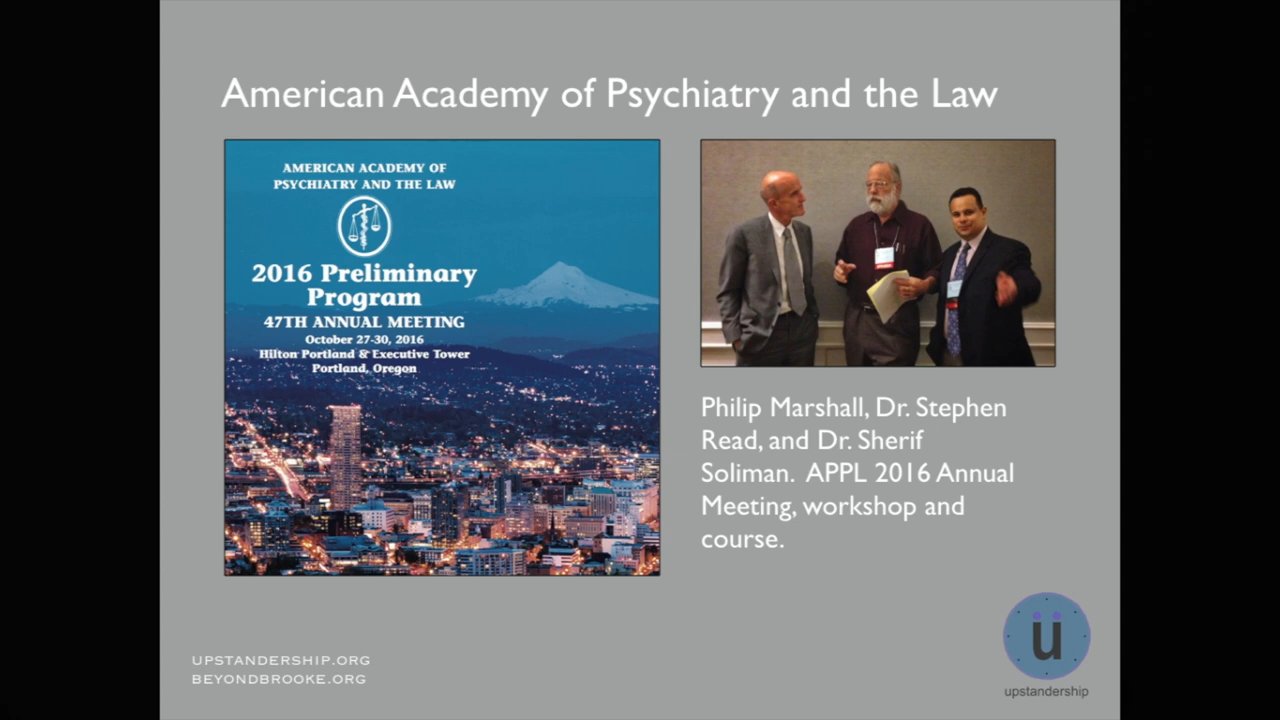 American Academy of Psychiatry and the Law
AMERICAN ACADEMY OF
PSYCHIATRY AND THE LAW
2016 Preliminary
Program
47TH ANNUAL MEETING
October 27-30, 2016
Hilton Portland & Executive Tower
Portland, Oregon
Philip Marshall, Dr. Stephen
Read, and Dr. Sherif
Soliman. APPL 2016 Annual
Meeting, workshop and
course.
UPSTANDERSHIP.ORG
BEYONDBROOKE.ORG
ü
upstandership